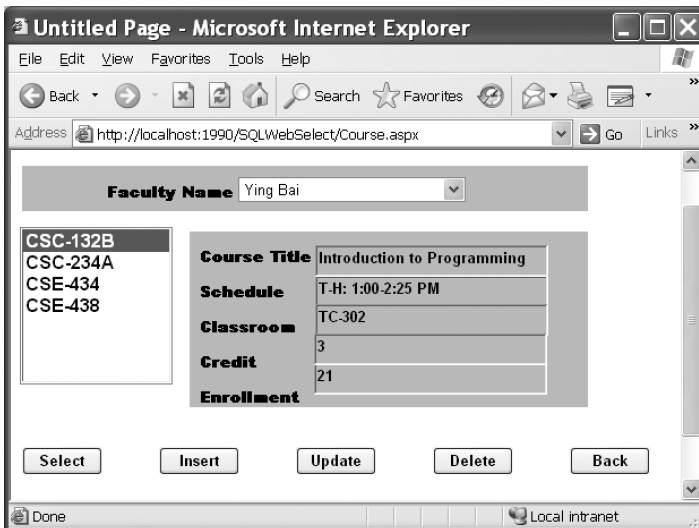 Untitled Page - Microsoft Internet Explorer
File Edit View Favorites Tools Help
Back Search Favorites »
Address http://localhost:1990/SQLWebSelect/Course.aspx Go Links »
Faculty Name Ying Bai
CSC-132B
CSC-234A
CSE-434
CSE-438
Course Title Introduction to Programming
Schedule T-H: 1:00-2:25 PM
Classroom TC-302
Credit 3
Enrollment 21
Select Insert Update Delete Back
Done Local intranet